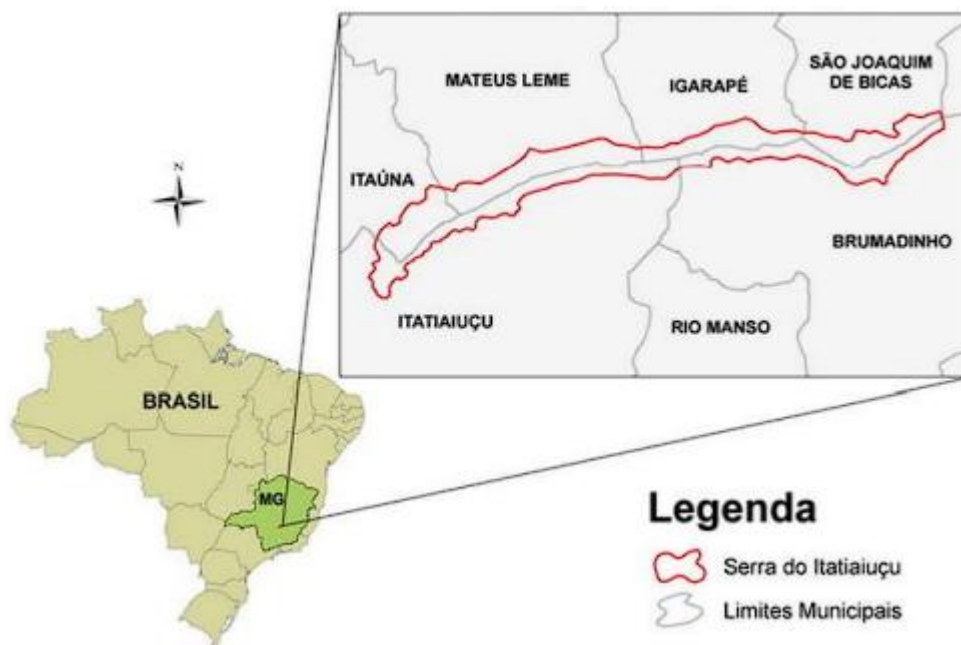 SÃO JOAQUIM
DE BICAS
MATEUS LEME
IGARAPÉ
ITAÚNA
BRUMADINHO
ITATIAIUÇU
RIO MANSO
N
BRASIL
MG
Legenda
Serra do Itatiaiuçu
Limites Municipais